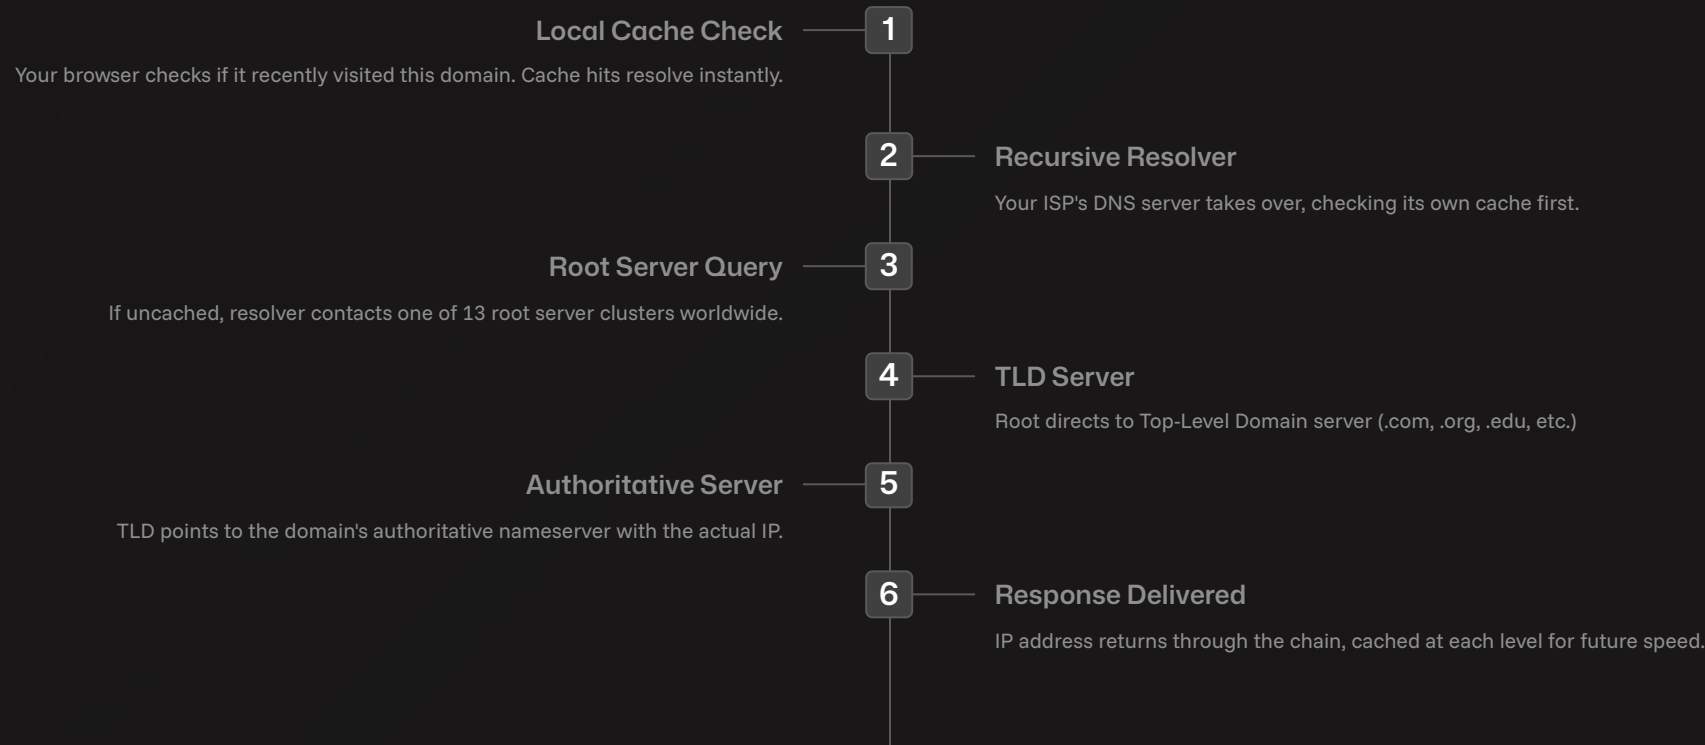 Local Cache Check
1
Your browser checks if it recently visited this domain. Cache hits resolve instantly.
2
Recursive Resolver
Your ISP's DNS server takes over, checking its own cache first.
Root Server Query
3
If uncached, resolver contacts one of 13 root server clusters worldwide.
4
TLD Server
Root directs to Top-Level Domain server (.com, .org, .edu, etc.)
Authoritative Server
5
TLD points to the domain's authoritative nameserver with the actual IP.
6
Response Delivered
IP address returns through the chain, cached at each level for future speed.